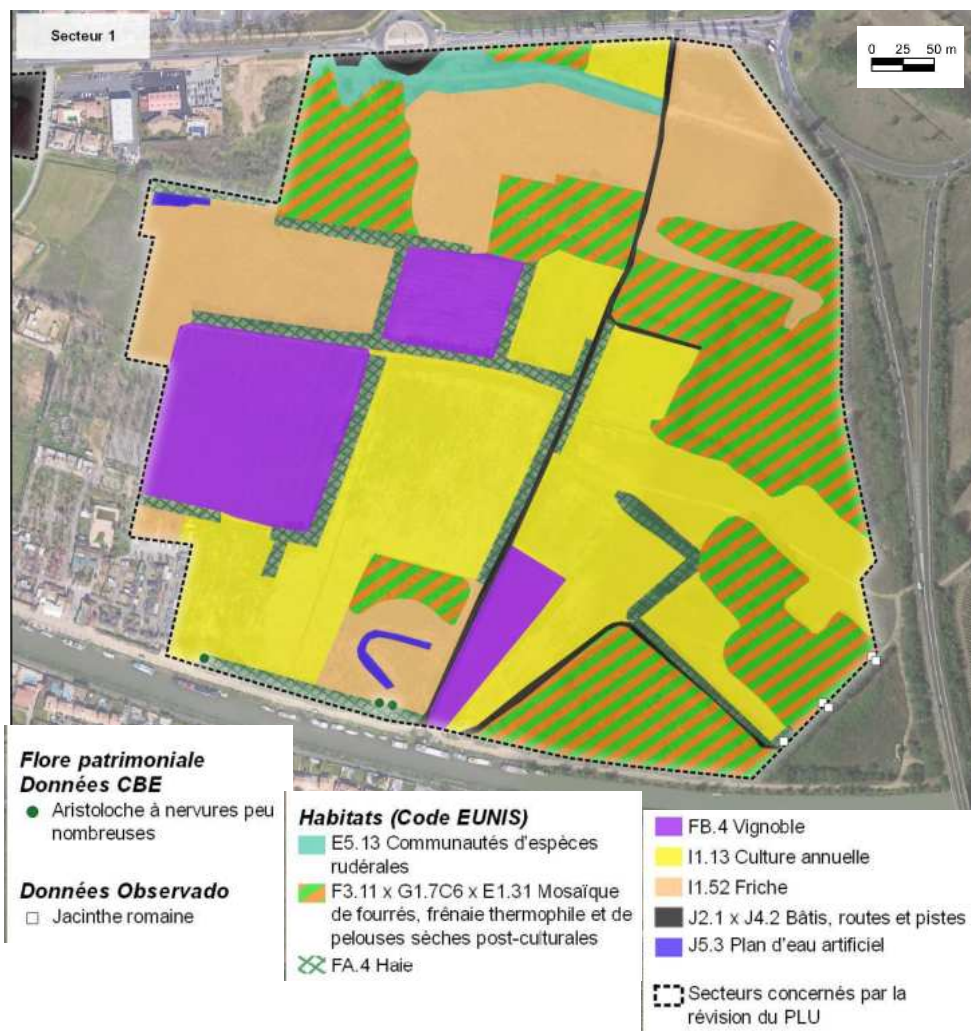 Secteur 1
0 25 50 m
Flore patrimoniale
Données CBE
Aristoloche à nervures peu
nombreuses
Données Observado
Jacinthe romaine
Habitats (Code EUNIS)
E5.13 Communautés d'espèces
rudérales
F3.11 x G1.7C6 x E1.31 Mosaïque
de fourrés, frênaie thermophile et de
pelouses sèches post-culturales
FA.4 Haie
FB.4 Vignoble
I1.13 Culture annuelle
I1.52 Friche
J2.1 x J4.2 Bâtis, routes et pistes
J5.3 Plan d'eau artificiel
Secteurs concernés par la
révision du PLU